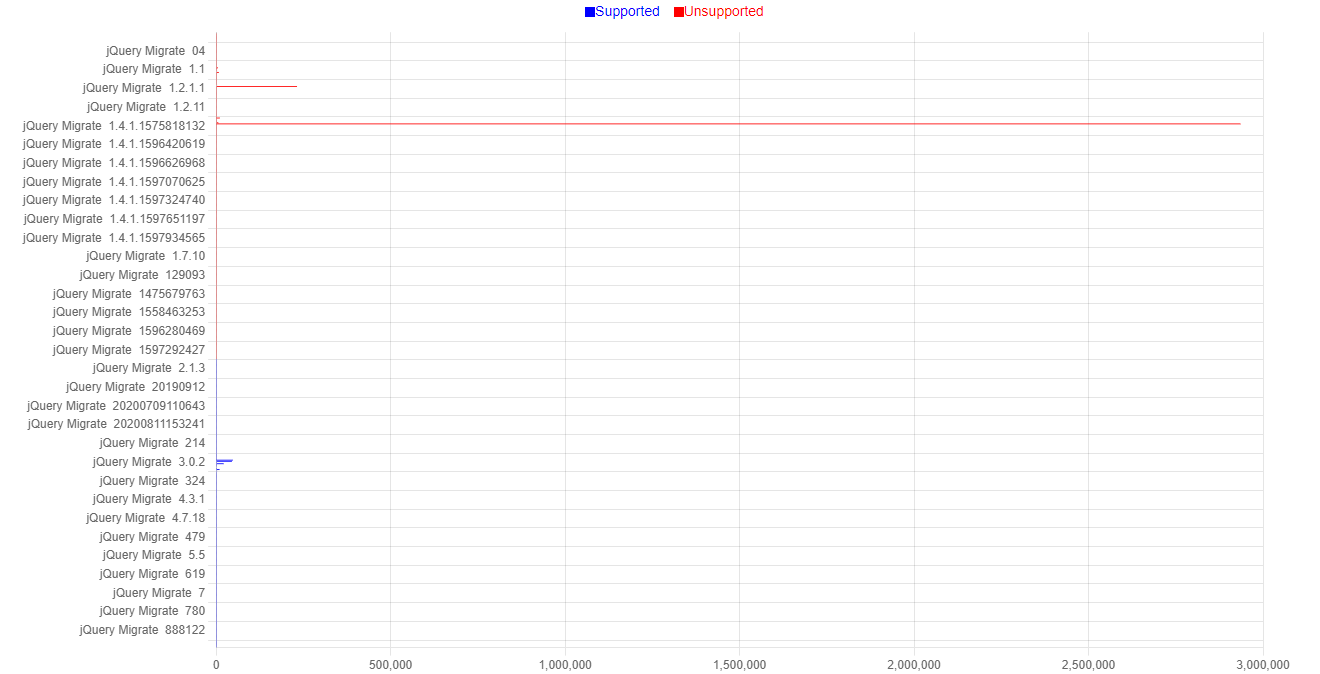 Supported Unsupported
jQuery Migrate 04
jQuery Migrate 1.1
jQuery Migrate 1.2.1.1
jQuery Migrate 1.2.11
jQuery Migrate 1.4.1.1575818132
jQuery Migrate 1.4.1.1596420619
jQuery Migrate 1.4.1.1596626968
jQuery Migrate 1.4.1.1597070625
jQuery Migrate 1.4.1.1597324740
jQuery Migrate 1.4.1.1597651197
jQuery Migrate 1.4.1.1597934565
jQuery Migrate 1.7.10
jQuery Migrate 129093
jQuery Migrate 1475679763
jQuery Migrate 1558463253
jQuery Migrate 1596280469
jQuery Migrate 1597292427
jQuery Migrate 2.1.3
jQuery Migrate 20190912
jQuery Migrate 20200709110643
jQuery Migrate 20200811153241
jQuery Migrate 214
jQuery Migrate 3.0.2
jQuery Migrate 324
jQuery Migrate 4.3.1
jQuery Migrate 4.7.18
jQuery Migrate 479
jQuery Migrate 5.5
jQuery Migrate 619
jQuery Migrate 7
jQuery Migrate 780
jQuery Migrate 888122
0 500,000 1,000,000 1,500,000 2,000,000 2,500,000 3,000,000